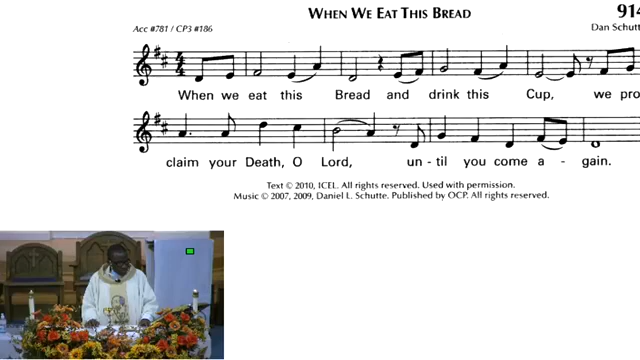 WHEN WE EAT THIS BREAD
914
Acc #781 / CP3 #186
Dan Schutt
When we eat this Bread and drink this Cup, we pro
claim your Death, O Lord, un - til you come a - gain.
Text © 2010, ICEL. All rights reserved. Used with permission.
Music © 2007, 2009, Daniel L. Schutte. Published by OCP. All rights reserved.